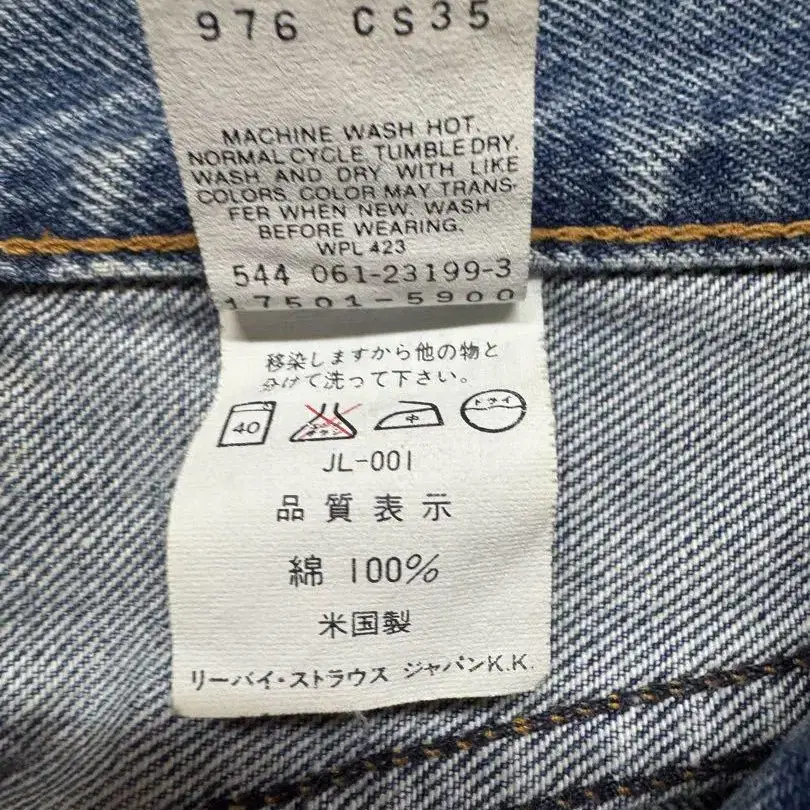 976 CS35
MACHINE WASH HOT.
NORMAL CYCLE TUMBLE DRY.
WASH AND DRY WITH LIKE
COLORS. COLOR MAY TRANS-
FER WHEN NEW. WASH
BEFORE WEARING.
WPL 423
544 061-23199-3
17501-5900
移染しますから他の物と
分けて洗って下さい。
40 中 ドライ
JL-001
品質表示
綿 100%
米国製
リーバイ・ストラウス ジャパンK.K.